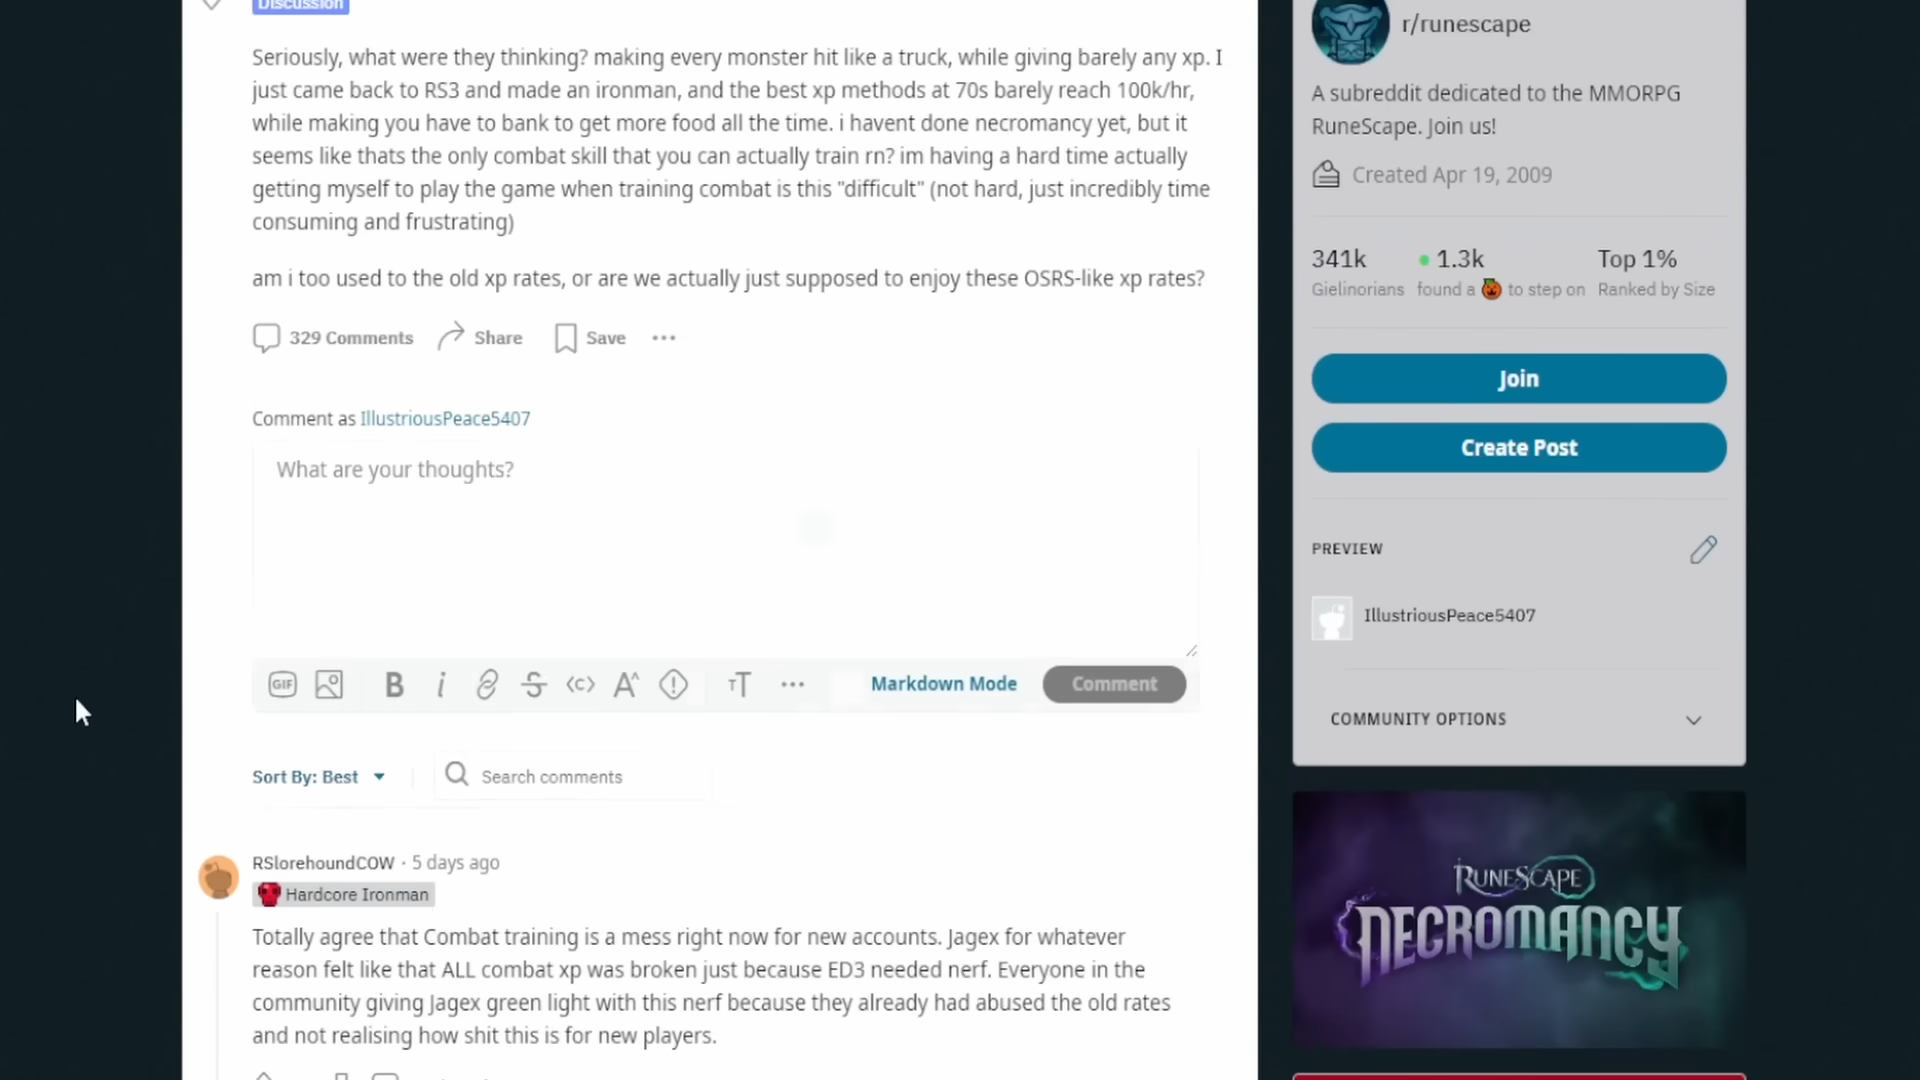 Discussion
Seriously, what were they thinking? making every monster hit like a truck, while giving barely any xp. I
just came back to RS3 and made an ironman, and the best xp methods at 70s barely reach 100k/hr,
while making you have to bank to get more food all the time. i havent done necromancy yet, but it
seems like thats the only combat skill that you can actually train rn? im having a hard time actually
getting myself to play the game when training combat is this "difficult" (not hard, just incredibly time
consuming and frustrating)
am i too used to the old xp rates, or are we actually just supposed to enjoy these OSRS-like xp rates?
329 Comments Share Save ...
Comment as IllustriousPeace5407
What are your thoughts?
GIF B i <c> A^ TT ... Markdown Mode Comment
Sort By: Best Search comments
RSlorehoundCOW · 5 days ago
Hardcore Ironman
Totally agree that Combat training is a mess right now for new accounts. Jagex for whatever
reason felt like that ALL combat xp was broken just because ED3 needed nerf. Everyone in the
community giving Jagex green light with this nerf because they already had abused the old rates
and not realising how shit this is for new players.
r/runescape
A subreddit dedicated to the MMORPG
RuneScape. Join us!
Created Apr 19, 2009
341k 1.3k Top 1%
Gielinorians found a 🎃 to step on Ranked by Size
Join
Create Post
PREVIEW
IllustriousPeace5407
COMMUNITY OPTIONS
RUNESCAPE
NECROMANCY